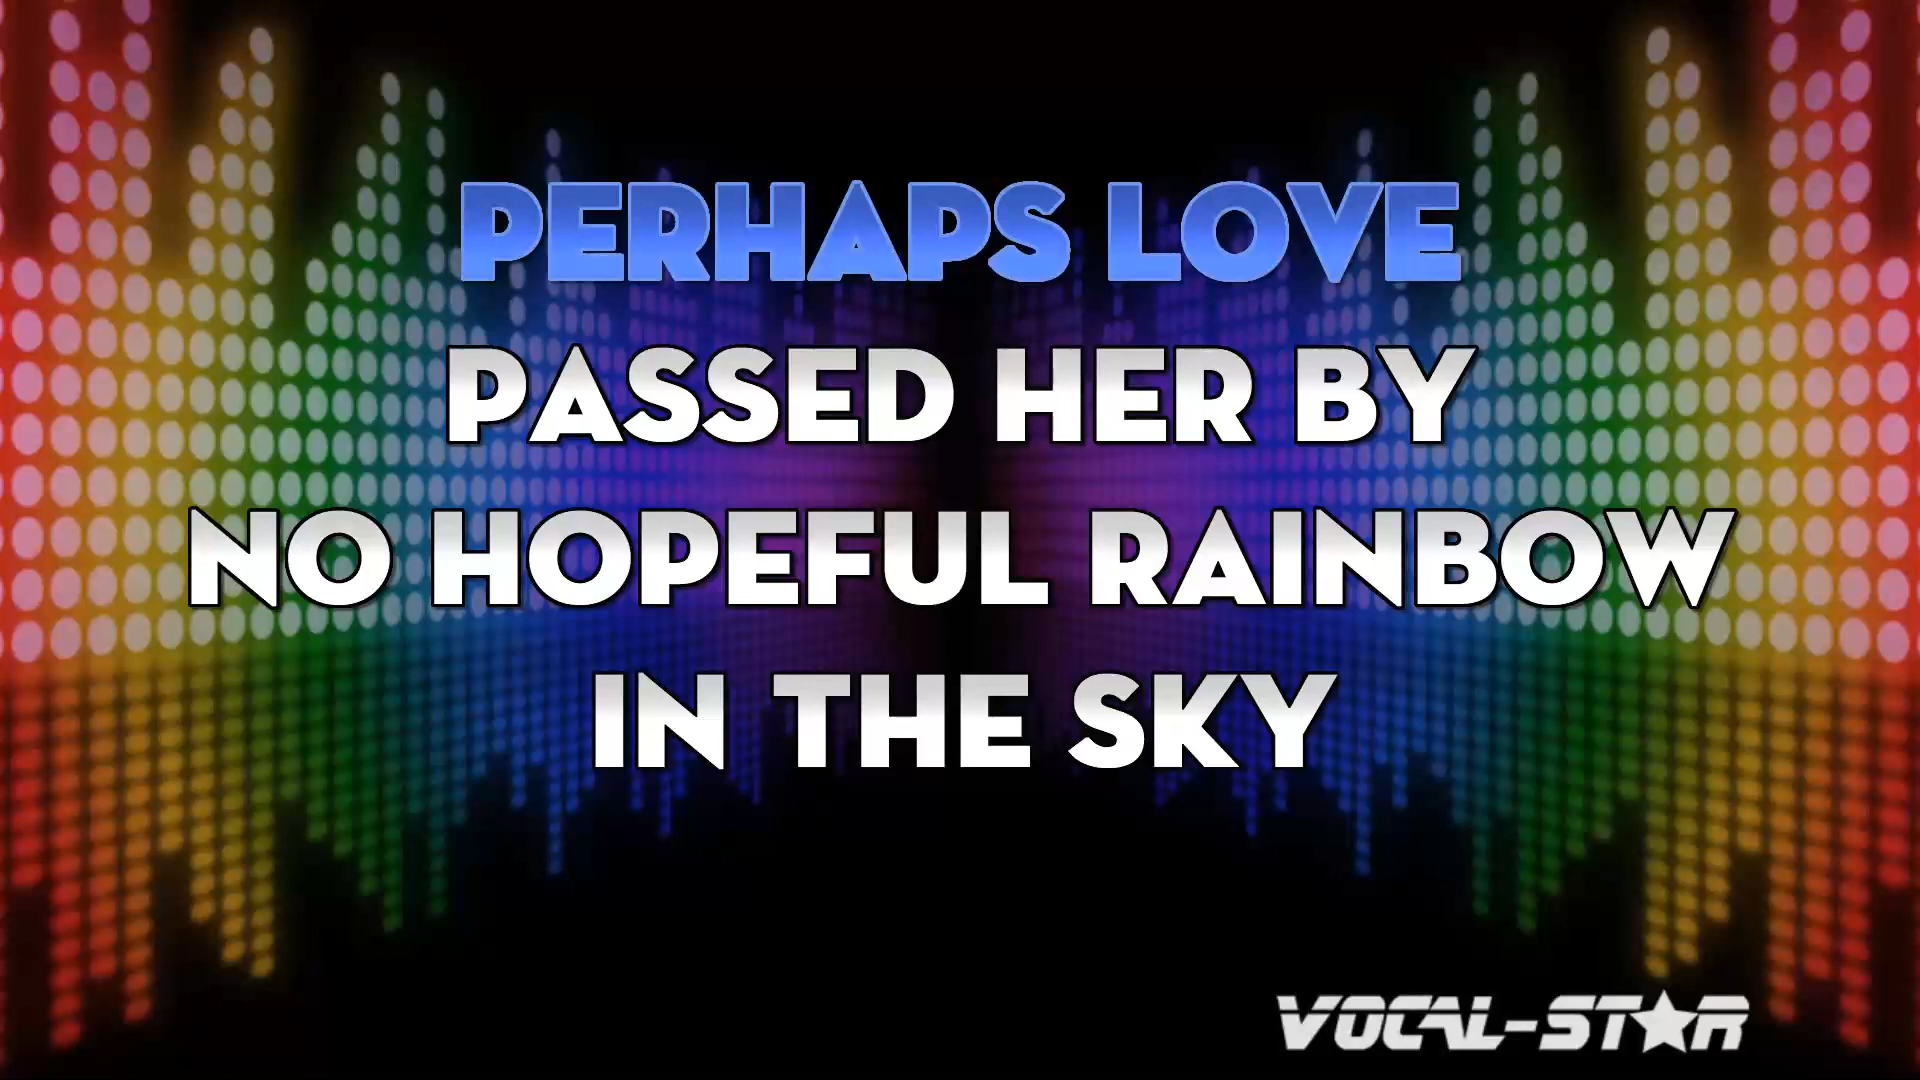 PERHAPS LOVE
PASSED HER BY
NO HOPEFUL RAINBOW
IN THE SKY
VOCAL-STAR